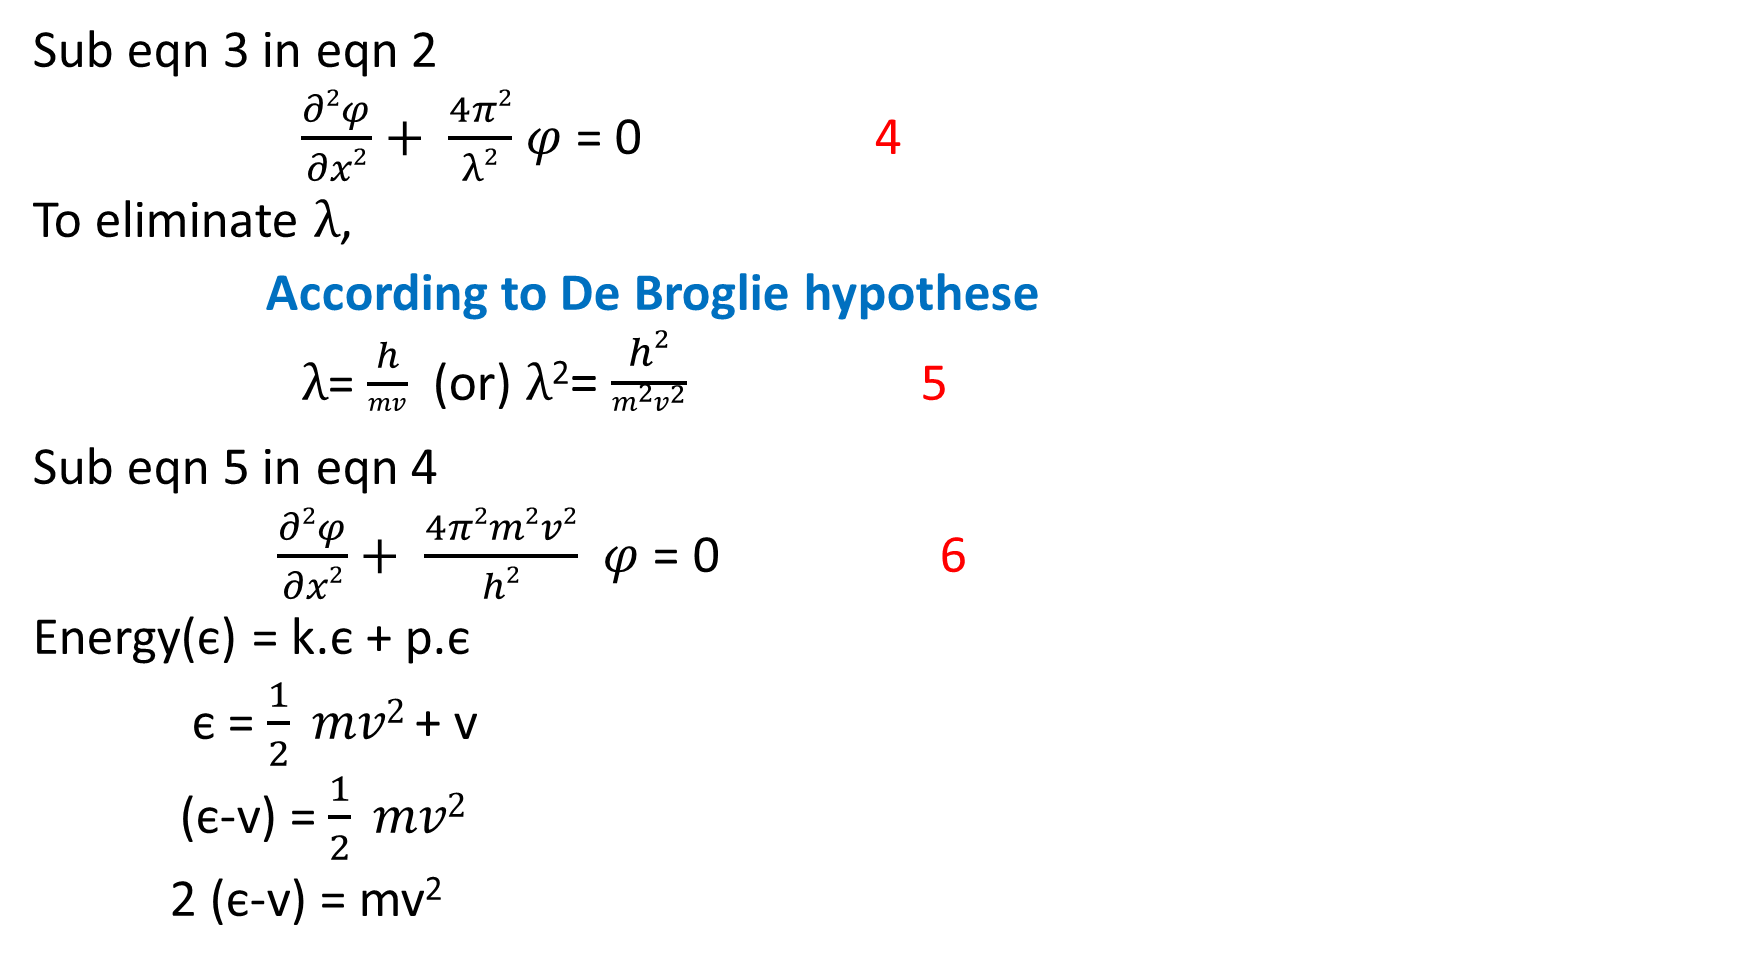 Sub eqn 3 in eqn 2
∂²φ/∂x² + 4π²/λ² φ = 0 4
To eliminate λ,
According to De Broglie hypothese
λ= h/mv (or) λ²= h²/m²v² 5
Sub eqn 5 in eqn 4
∂²φ/∂x² + 4π²m²v²/h² φ = 0 6
Energy(є) = k.є + p.є
є = 1/2 mv² + v
(є-v) = 1/2 mv²
2 (є-v) = mv²